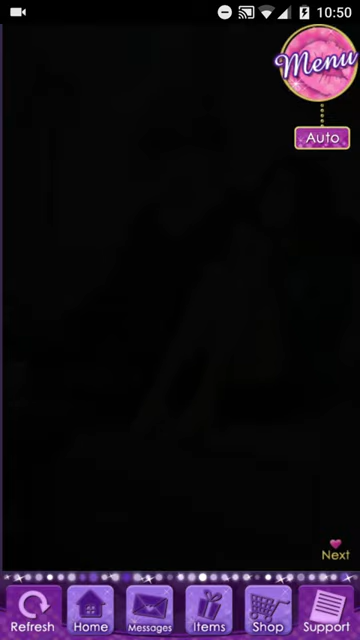 10:50
Menu
Auto
Next
Refresh
Home
Messages
Items
Shop
Support